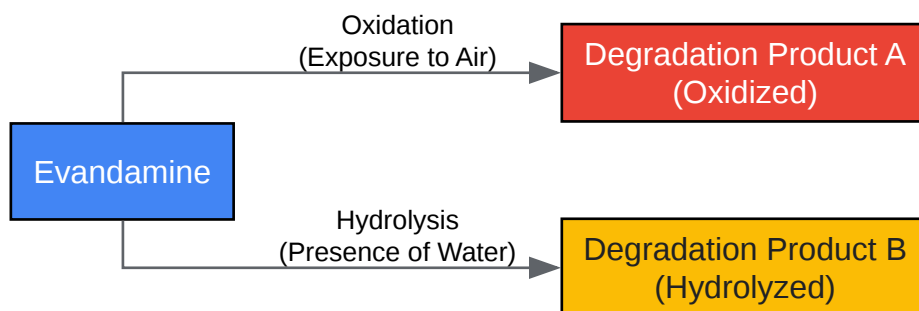 Oxidation
(Exposure to Air)
Degradation Product A
(Oxidized)
Evandamine
Hydrolysis
(Presence of Water)
Degradation Product B
(Hydrolyzed)